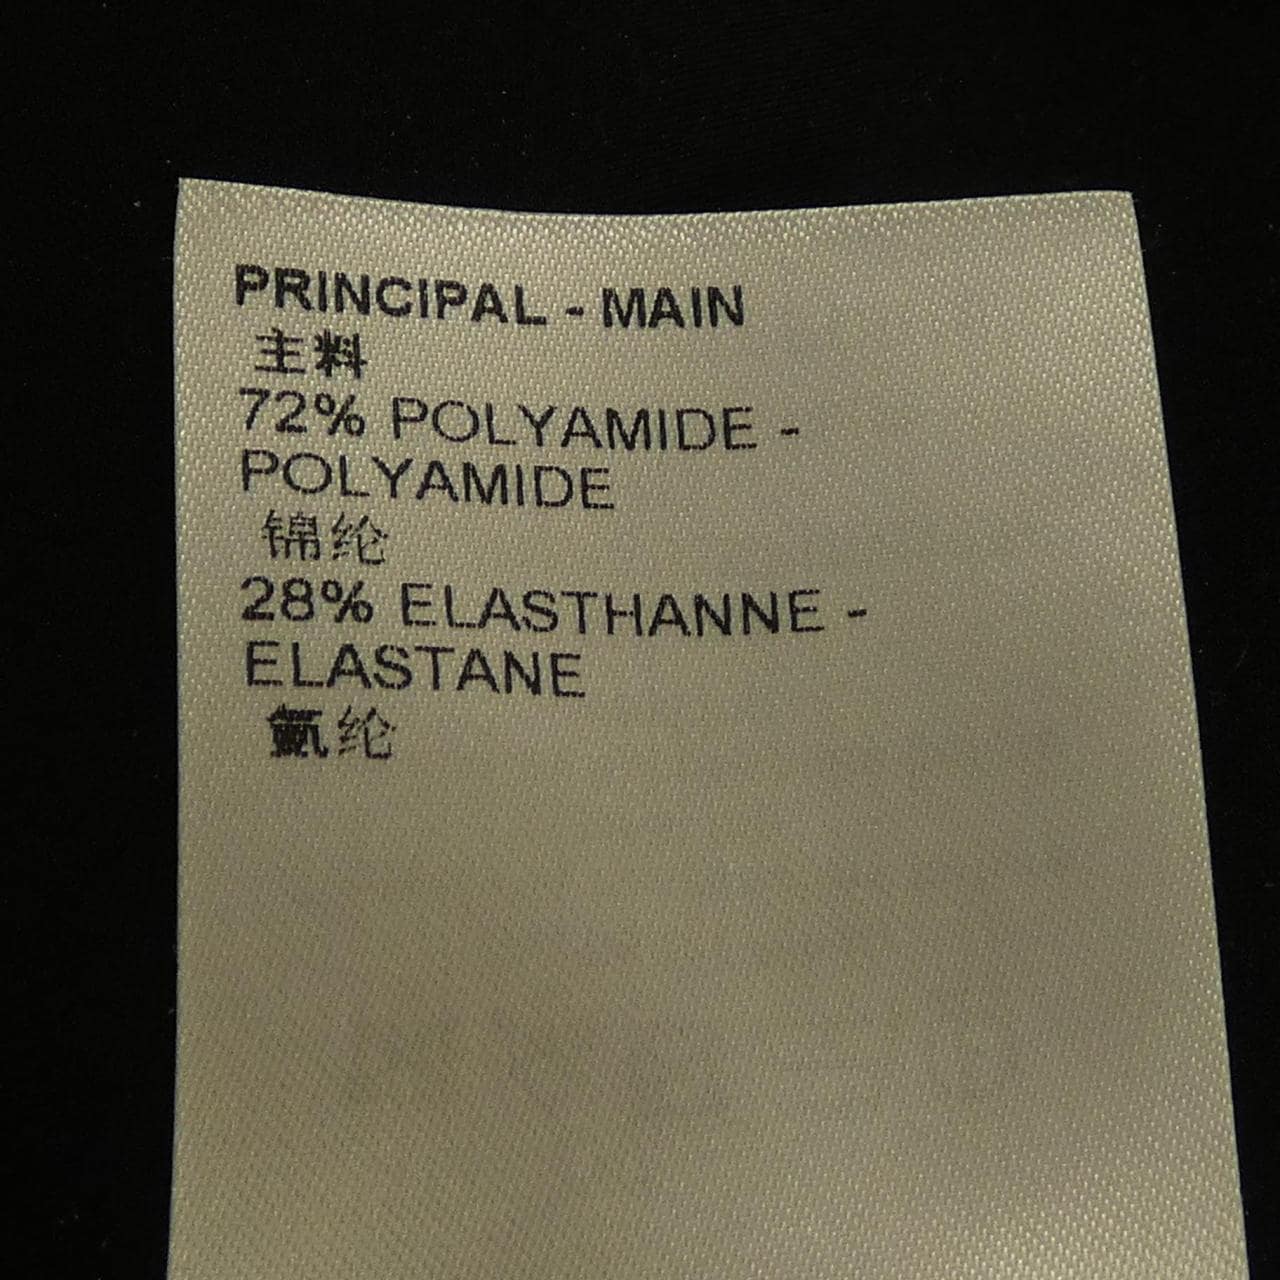 PRINCIPAL - MAIN
主料
72% POLYAMIDE -
POLYAMIDE
锦纶
28% ELASTHANNE -
ELASTANE
氨纶